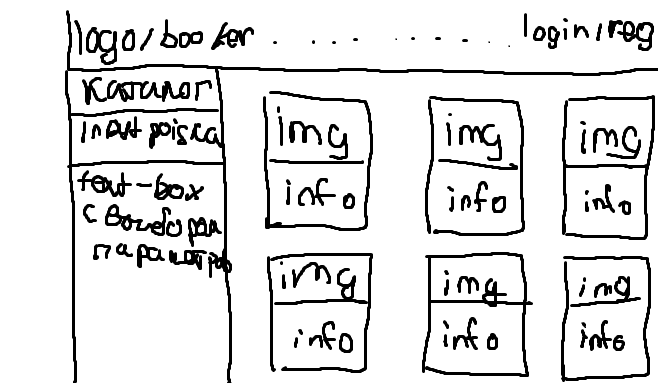 logo/booker . . . . . . . . . . login/reg
Каталог
input poiska
text-box
с выбором
параметров
img
info
img
info
img
info
img
info
img
info
img
info